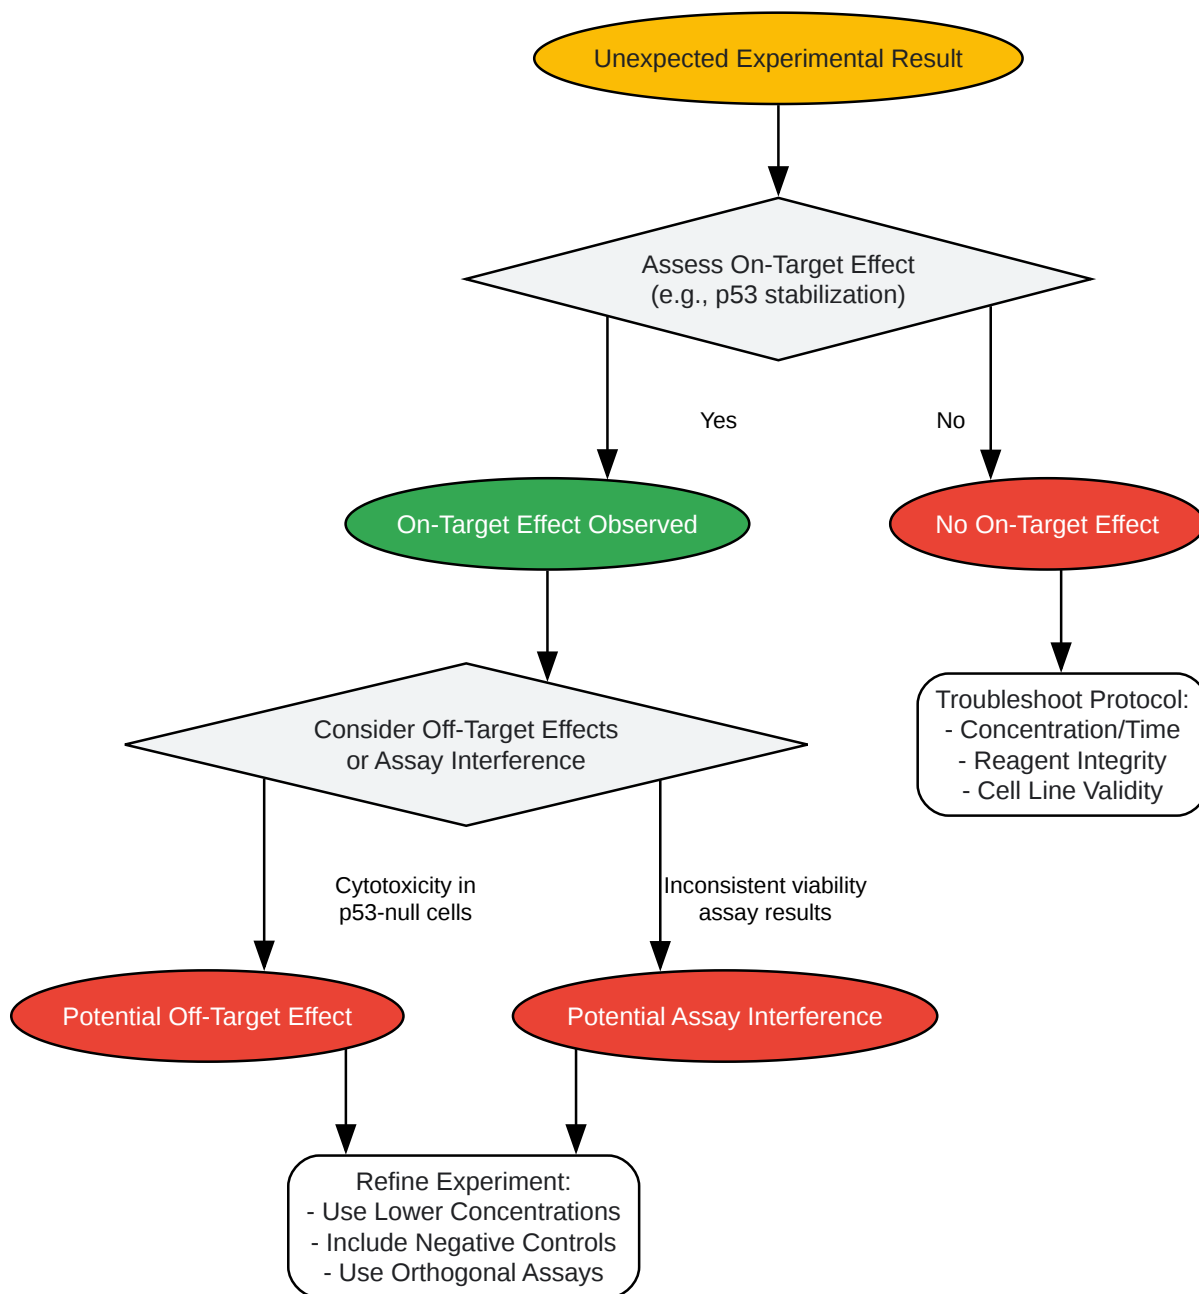 Unexpected Experimental Result
Assess On-Target Effect
(e.g., p53 stabilization)
Yes
No
On-Target Effect Observed
No On-Target Effect
Troubleshoot Protocol:
- Concentration/Time
- Reagent Integrity
- Cell Line Validity
Consider Off-Target Effects
or Assay Interference
Cytotoxicity in
p53-null cells
Inconsistent viability
assay results
Potential Off-Target Effect
Potential Assay Interference
Refine Experiment:
- Use Lower Concentrations
- Include Negative Controls
- Use Orthogonal Assays